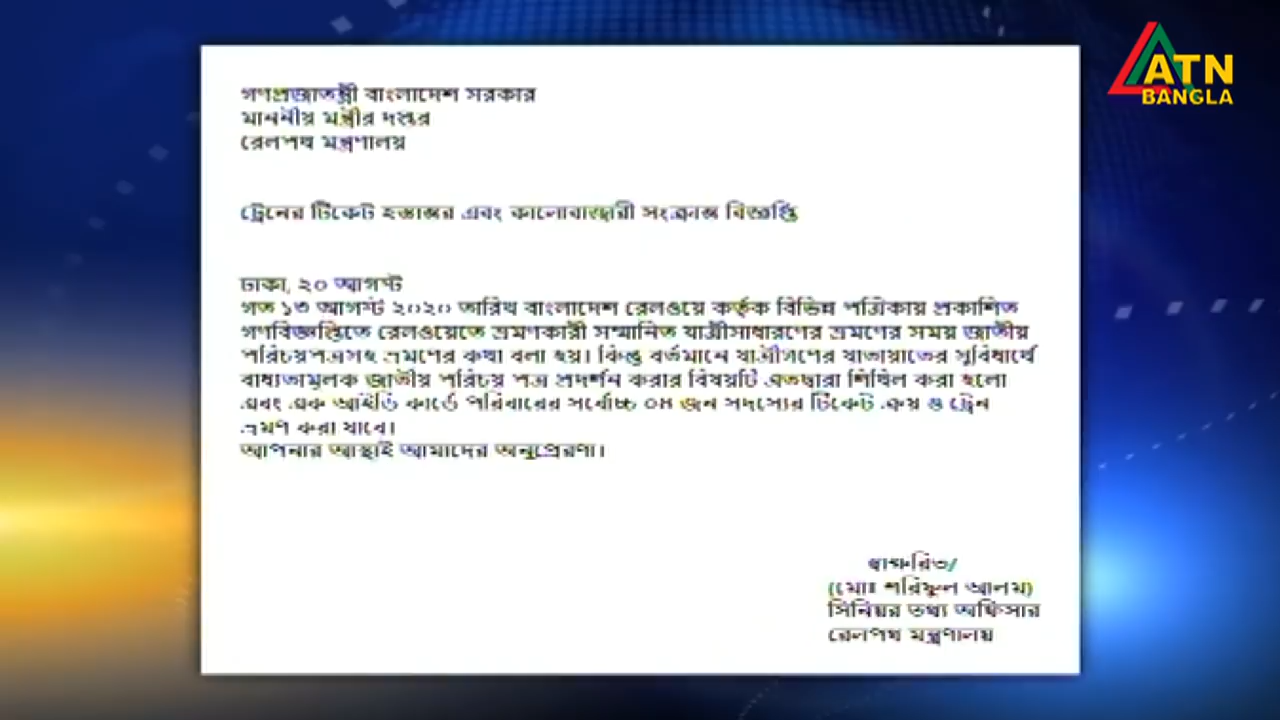 ATN
BANGLA
গণপ্রজাতন্ত্রী বাংলাদেশ সরকার
মাননীয় মন্ত্রীর দপ্তর
রেলপথ মন্ত্রণালয়
ট্রেনের টিকেট হস্তান্তর এবং কালোবাজারী সংক্রান্ত বিজ্ঞপ্তি
ঢাকা, ২০ আগস্ট
গত ১৩ আগস্ট ২০২০ তারিখ বাংলাদেশ রেলওয়ে কর্তৃক বিভিন্ন পত্রিকায় প্রকাশিত
গণবিজ্ঞপ্তিতে রেলওয়েতে ভ্রমণকারী সম্মানিত যাত্রীসাধারণের ভ্রমণের সময় জাতীয়
পরিচয়পত্রসহ ভ্রমণের কথা বলা হয়। কিন্তু বর্তমানে যাত্রীগণের যাতায়াতের সুবিধার্থে
বাধ্যতামূলক জাতীয় পরিচয় পত্র প্রদর্শন করার বিষয়টি এতদ্বারা শিথিল করা হলো
এবং এক আইডি কার্ডে পরিবারের সর্বোচ্চ ০৪ জন সদস্যের টিকেট ক্রয় ও ট্রেন
ভ্রমণ করা যাবে।
আপনার আস্থাই আমাদের অনুপ্রেরণা।
স্বাক্ষরিত/
(মোঃ শরিফুল আলম)
সিনিয়র তথ্য অফিসার
রেলপথ মন্ত্রণালয়